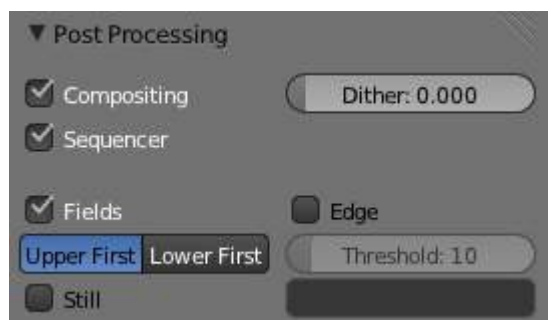 Post Processing
Compositing Dither: 0.000
Sequencer
Fields Edge
Upper First Lower First Threshold: 10
Still